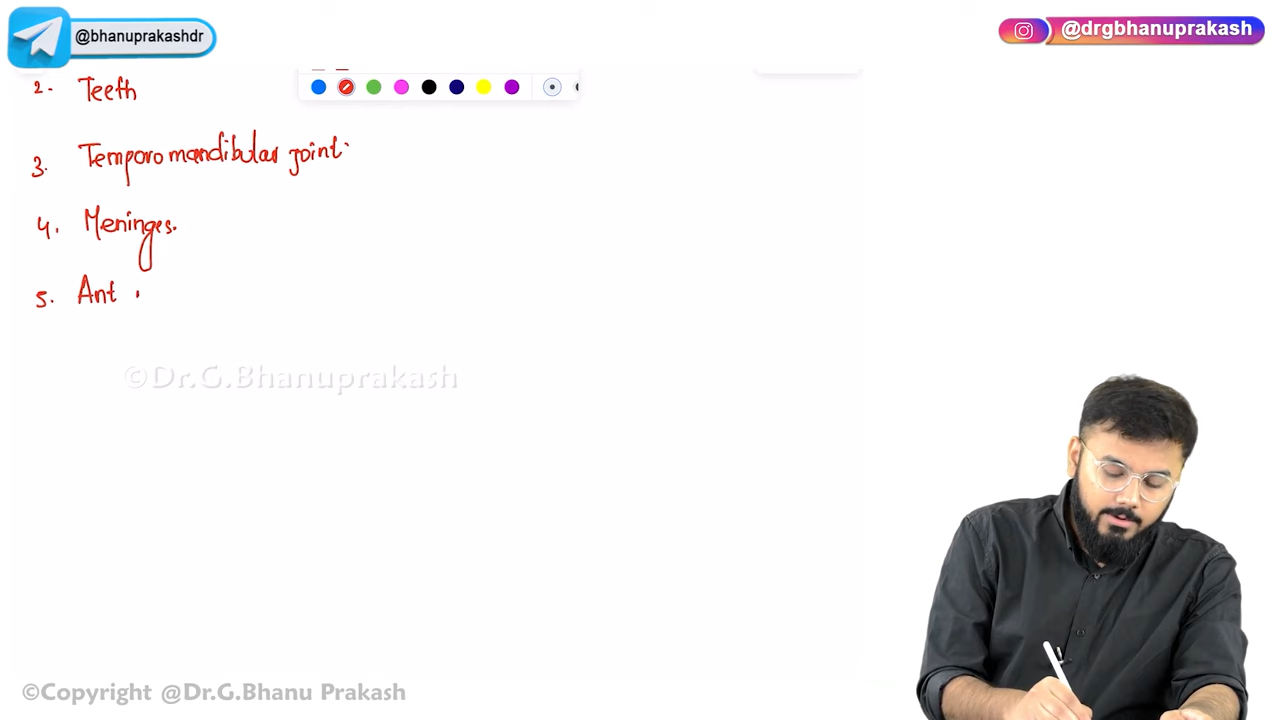 @bhanuprakashdr
@drgbhanuprakash
2. Teeth
3. Temporomandibular joint.
4. Meninges.
5. Ant
©Dr.G.Bhanuprakash
©Copyright @Dr.G.Bhanu Prakash